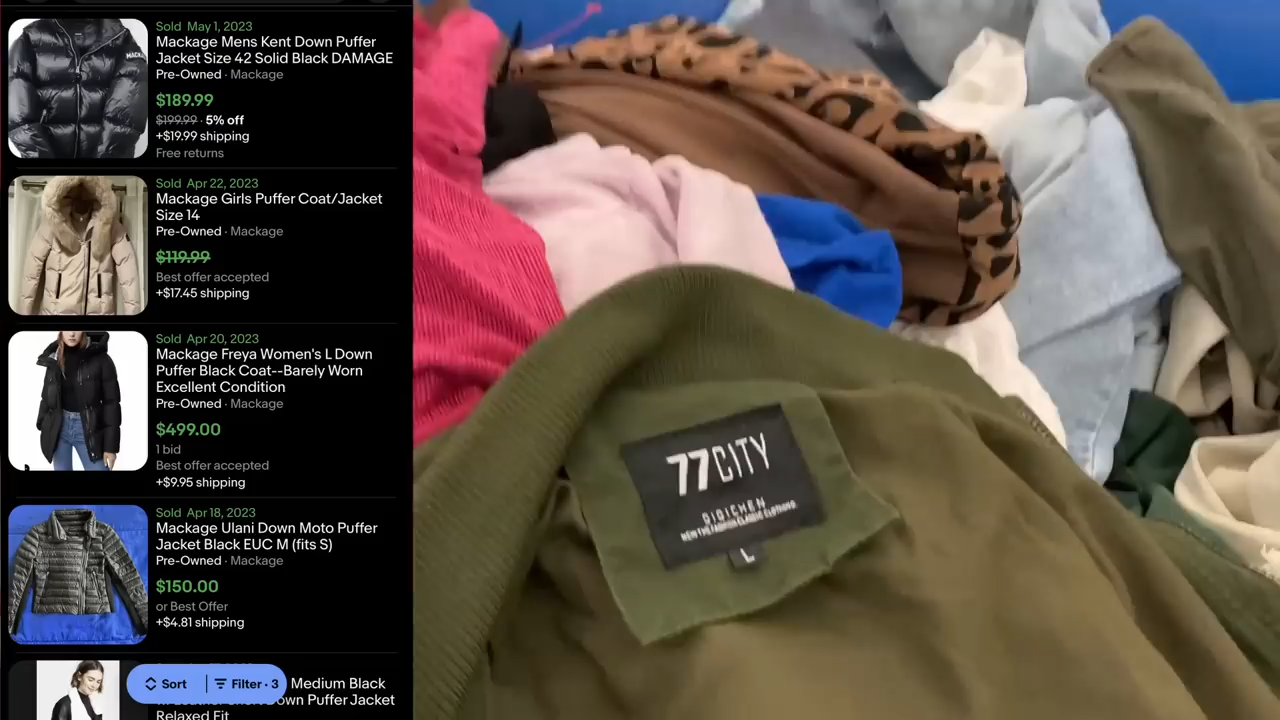 Sold May 1, 2023
Mackage Mens Kent Down Puffer
Jacket Size 42 Solid Black DAMAGE
Pre-Owned · Mackage
$189.99
$199.99 · 5% off
+$19.99 shipping
Free returns
Sold Apr 22, 2023
Mackage Girls Puffer Coat/Jacket
Size 14
Pre-Owned · Mackage
$119.99
Best offer accepted
+$17.45 shipping
Sold Apr 20, 2023
Mackage Freya Women's L Down
Puffer Black Coat--Barely Worn
Excellent Condition
Pre-Owned · Mackage
$499.00
1 bid
Best offer accepted
+$9.95 shipping
Sold Apr 18, 2023
Mackage Ulani Down Moto Puffer
Jacket Black EUC M (fits S)
Pre-Owned · Mackage
$150.00
or Best Offer
+$4.81 shipping
Sort
Filter · 3
Medium Black
Down Puffer Jacket
Relaxed Fit
77CITY
DIDICHEN
NEW THE FASHION CLASSIC CLOTHING
L